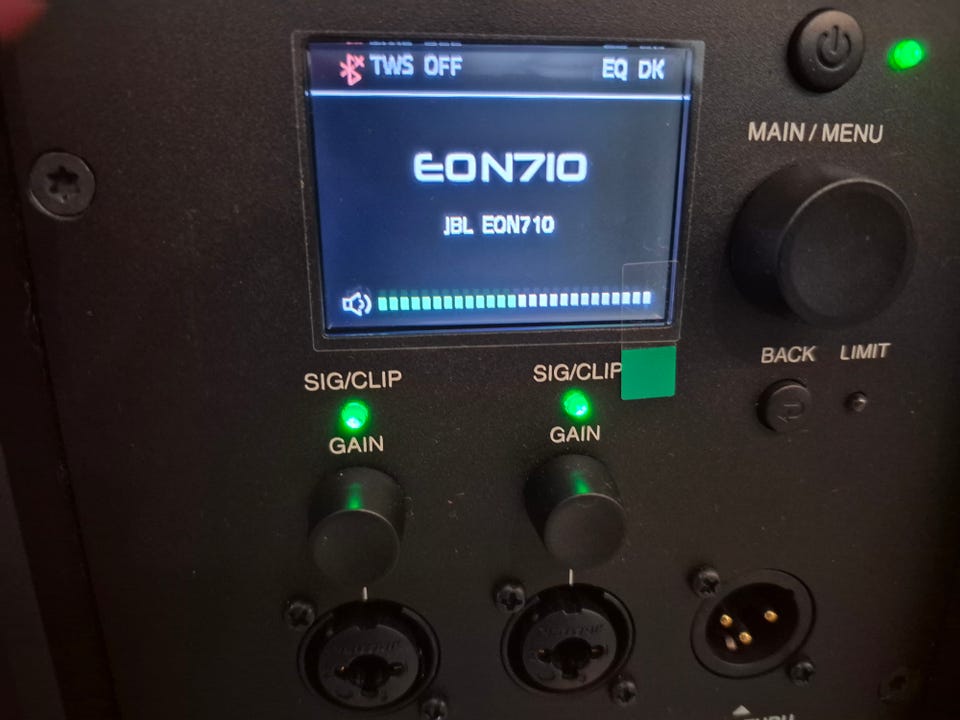 TWS OFF EQ DK
EON710
JBL EON710
MAIN / MENU
BACK LIMIT
SIG/CLIP SIG/CLIP
GAIN GAIN